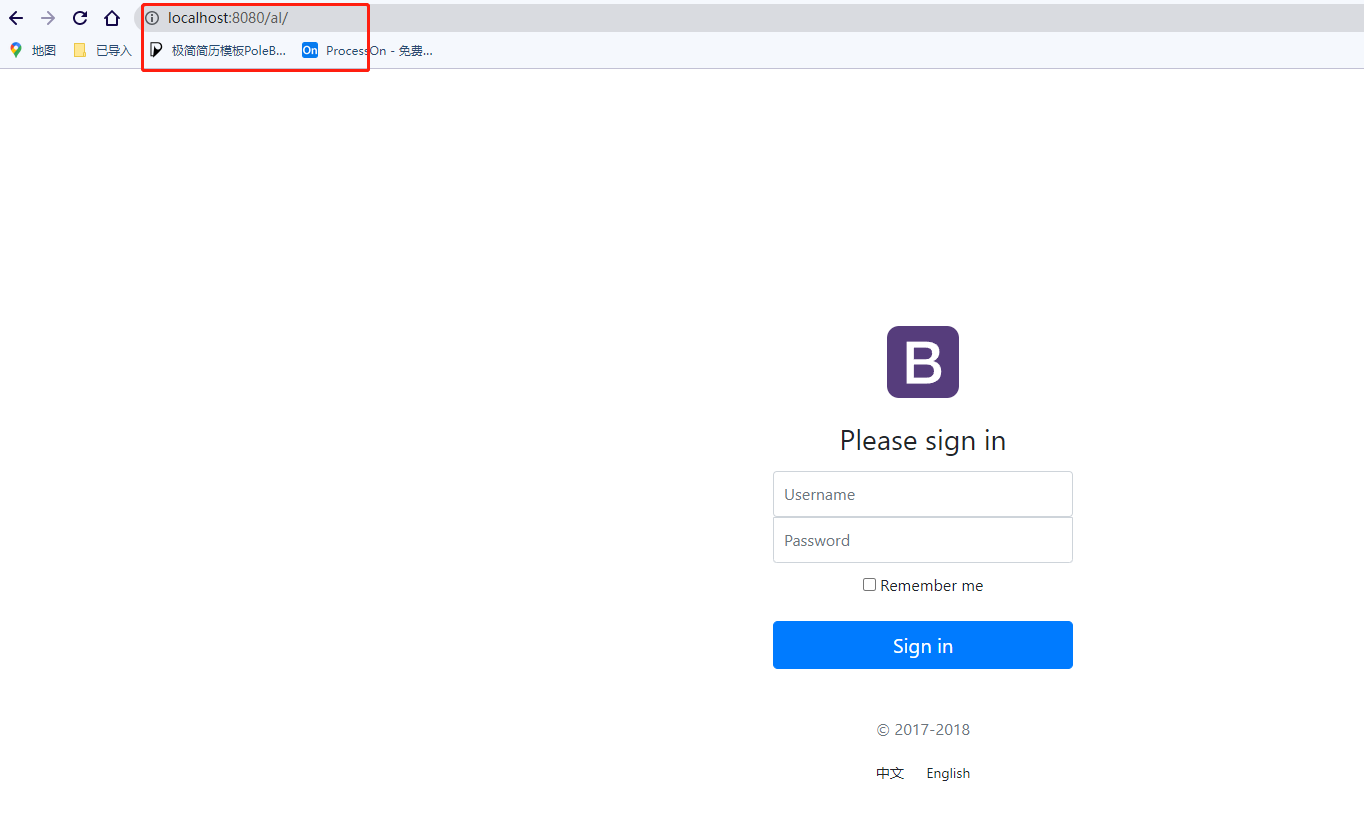 localhost:8080/al/
地图 已导入 极简简历模板PoleB... On ProcessOn - 免费...
B
Please sign in
Username
Password
Remember me
Sign in
© 2017-2018
中文 English